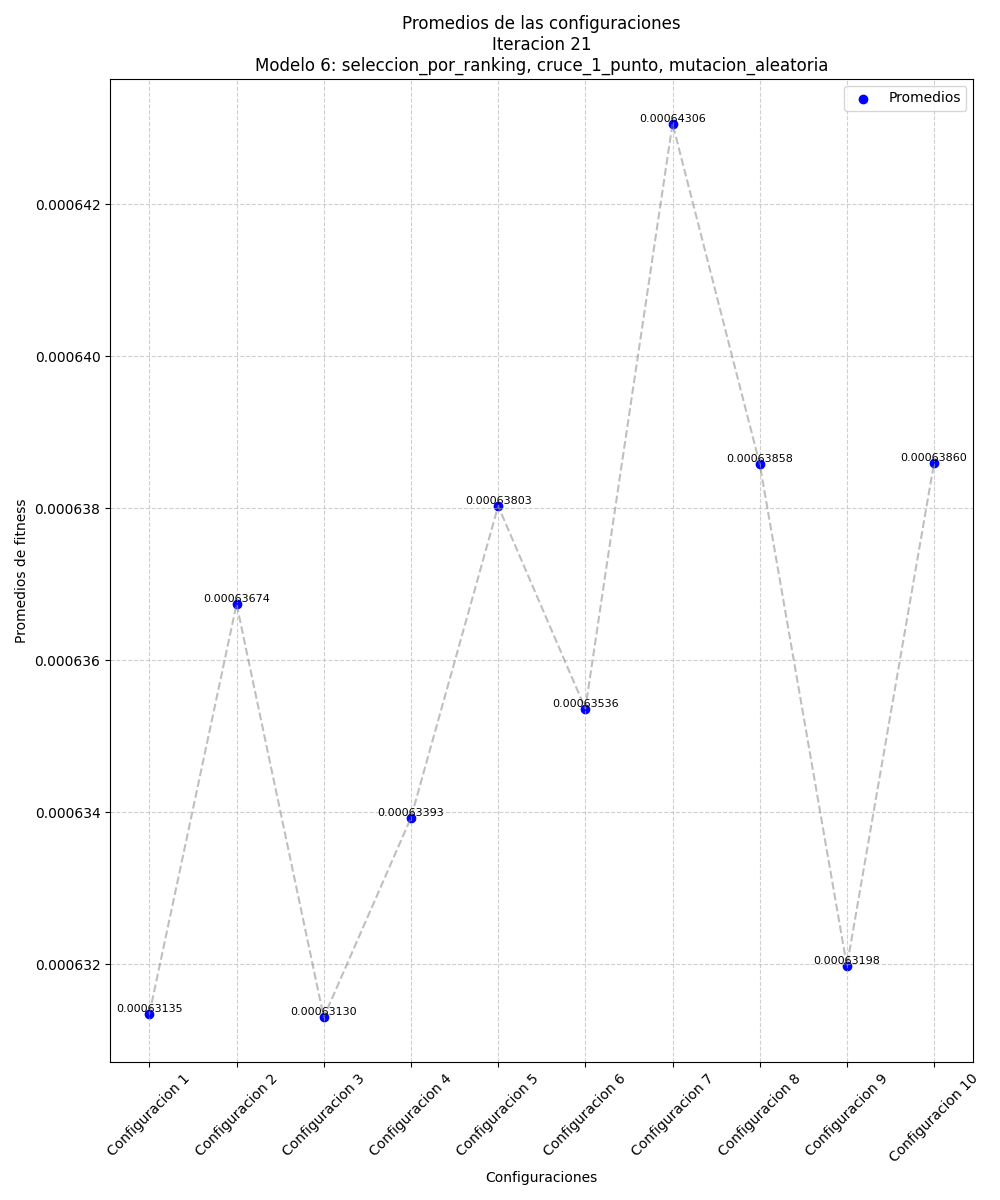 Promedios de las configuraciones
Iteracion 21
Modelo 6: seleccion_por_ranking, cruce_1_punto, mutacion_aleatoria
Promedios
0.00064306
0.000642
0.000640
0.00063858
0.00063860
0.00063803
0.000638
0.00063674
0.000636
0.00063536
0.000634
0.00063393
0.000632
0.00063198
0.00063135
0.00063130
Promedios de fitness
Configuracion 1
Configuracion 2
Configuracion 3
Configuracion 4
Configuracion 5
Configuracion 6
Configuracion 7
Configuracion 8
Configuracion 9
Configuracion 10
Configuraciones